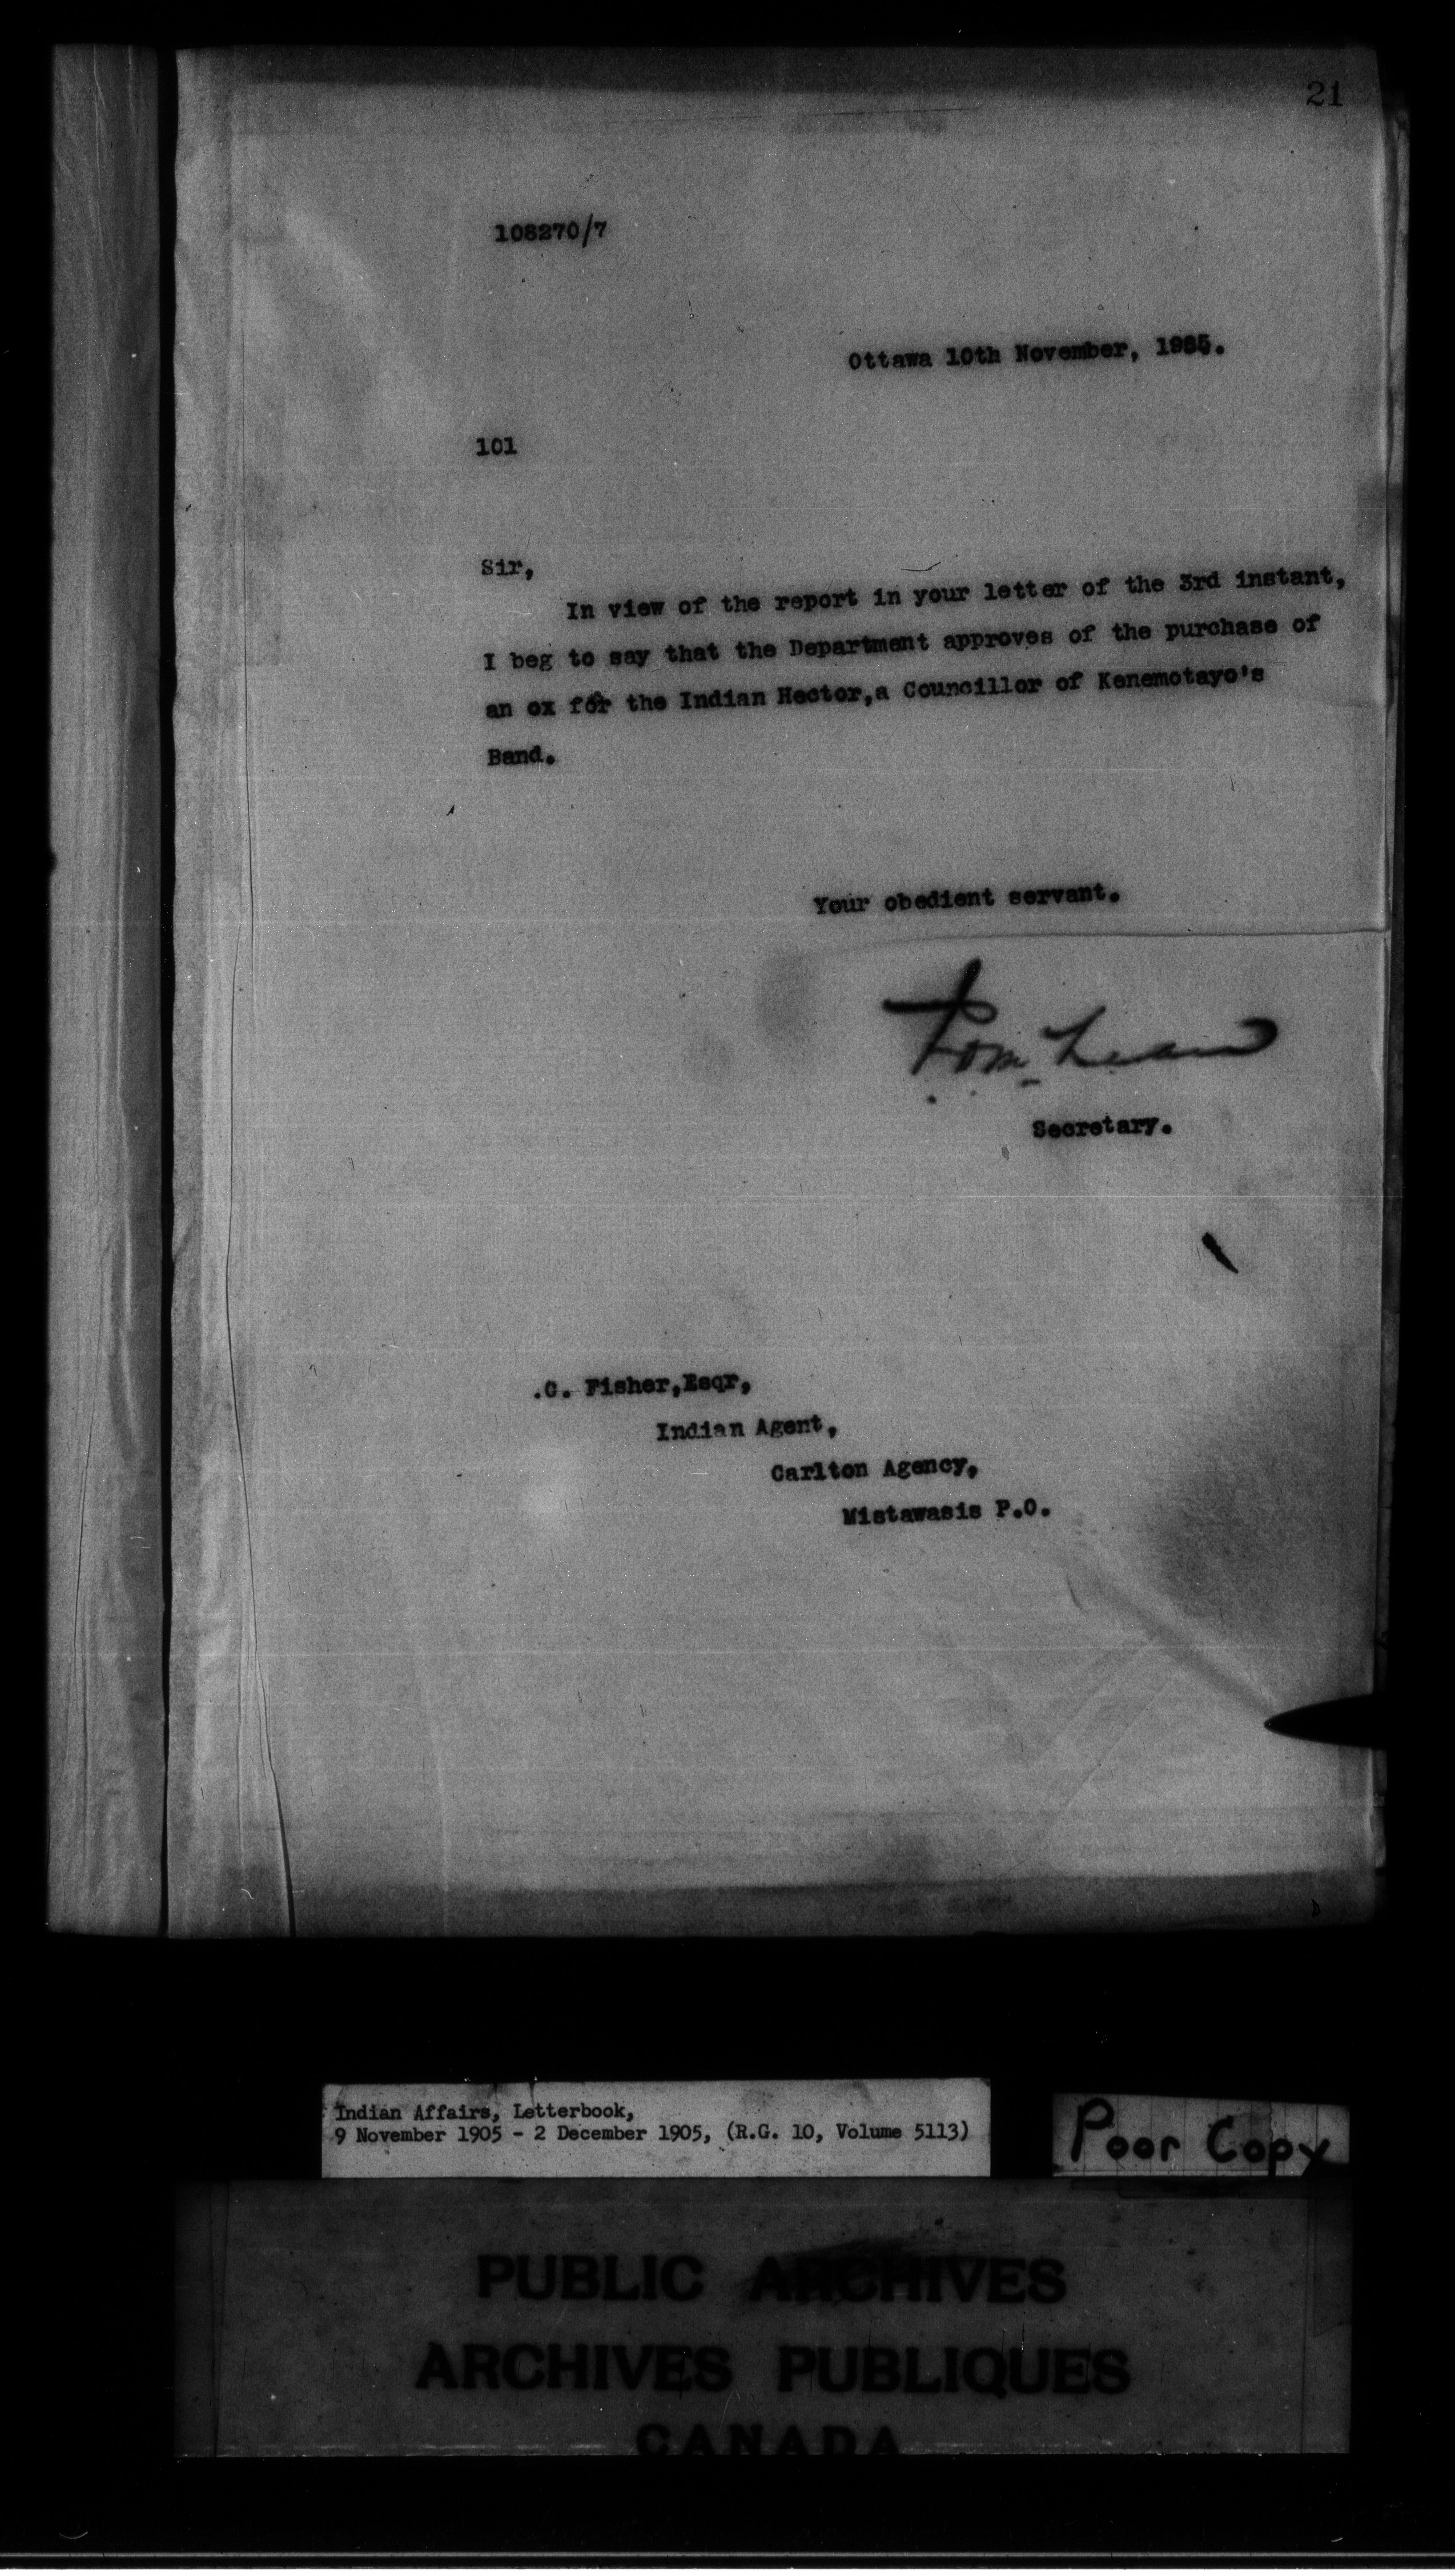 21
108270/7
Ottawa 10th November, 1905.
101
Sir,
In view of the report in your letter of the 3rd instant,
I beg to say that the Department approves of the purchase of
an ox for the Indian Hector,a Councillor of Kenemotayo's
Band.
Your obedient servant.
Secretary.
.C. Fisher,Esqr,
Indian Agent,
Carlton Agency,
Mistawasis P.O.
Indian Affairs, Letterbook,
9 November 1905 - 2 December 1905, (R.G. 10, Volume 5113)
Poor Copy
PUBLIC ARCHIVES
ARCHIVES PUBLIQUES
CANADA